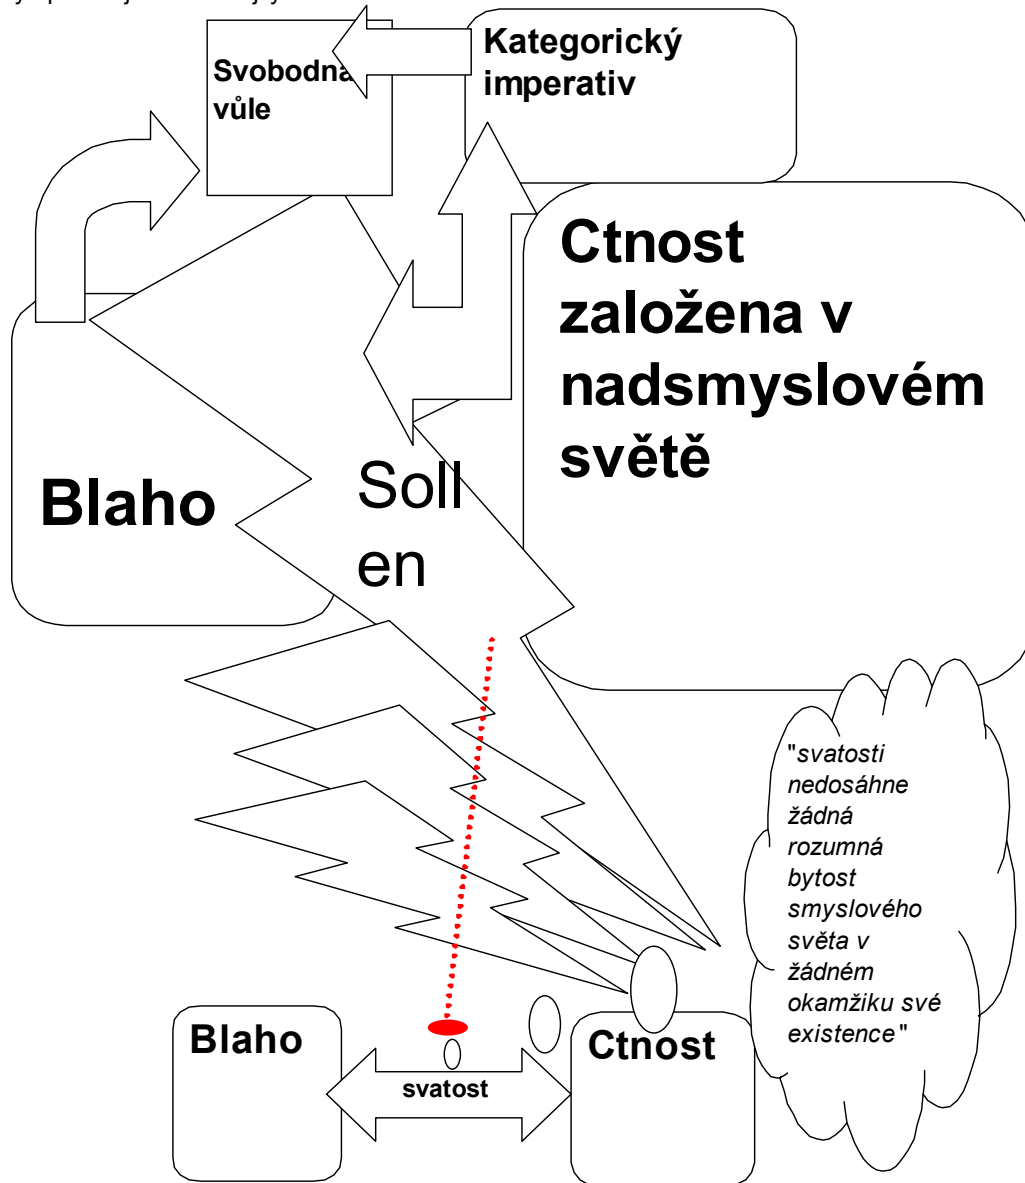 Kategorický
imperativ
Svobodná
vůle
Ctnost
založena v
nadsmyslovém
světě
Blaho
Soll
en
"svatosti
nedosáhne
žádná
rozumná
bytost
smyslového
světa v
žádném
okamžiku své
existence"
Blaho
svatost
Ctnost